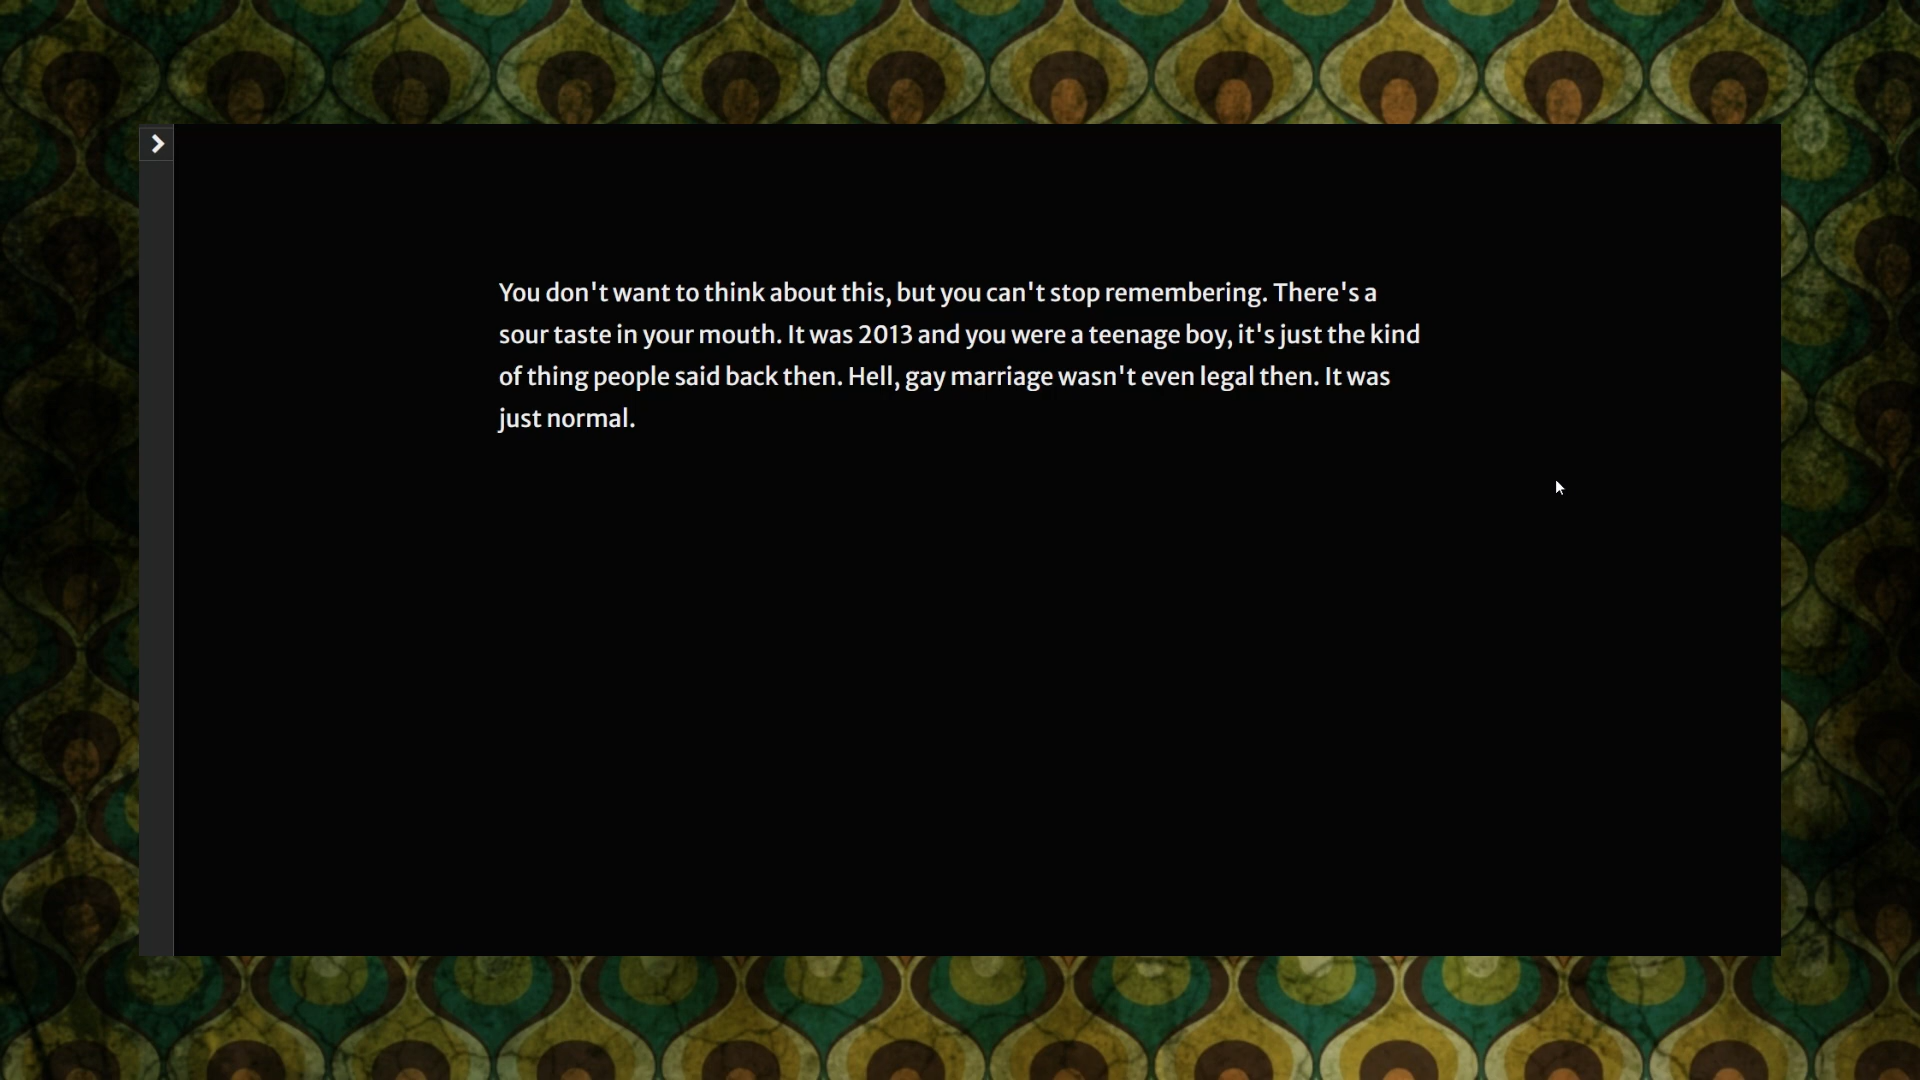 You don't want to think about this, but you can't stop remembering. There's a
sour taste in your mouth. It was 2013 and you were a teenage boy, it's just the kind
of thing people said back then. Hell, gay marriage wasn't even legal then. It was
just normal.